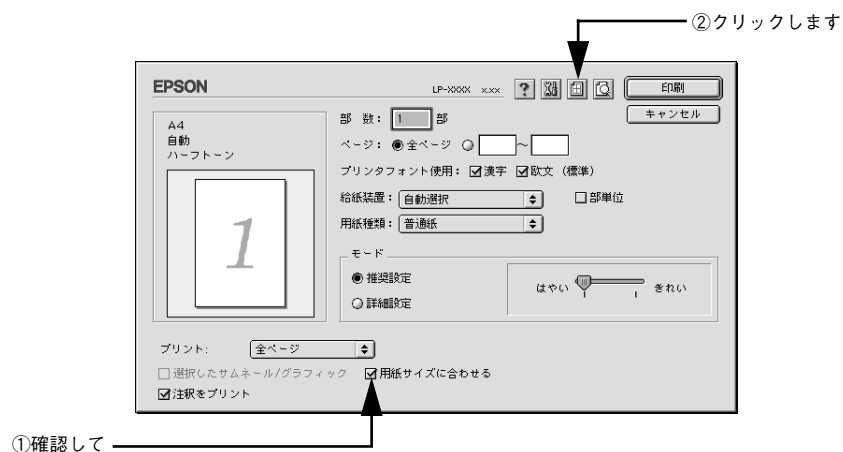 ②クリックします
EPSON
LP-XXXX x.xx
?
印刷
キャンセル
A4
自動
ハーフトーン
1
部 数: 1 部
ページ: 全ページ ~
プリンタフォント使用: 漢字 欧文 (標準)
給紙装置: 自動選択 部単位
用紙種類: 普通紙
モード
推奨設定
詳細設定
はやい きれい
プリント: 全ページ
選択したサムネール/グラフィック 用紙サイズに合わせる
注釈をプリント
①確認して